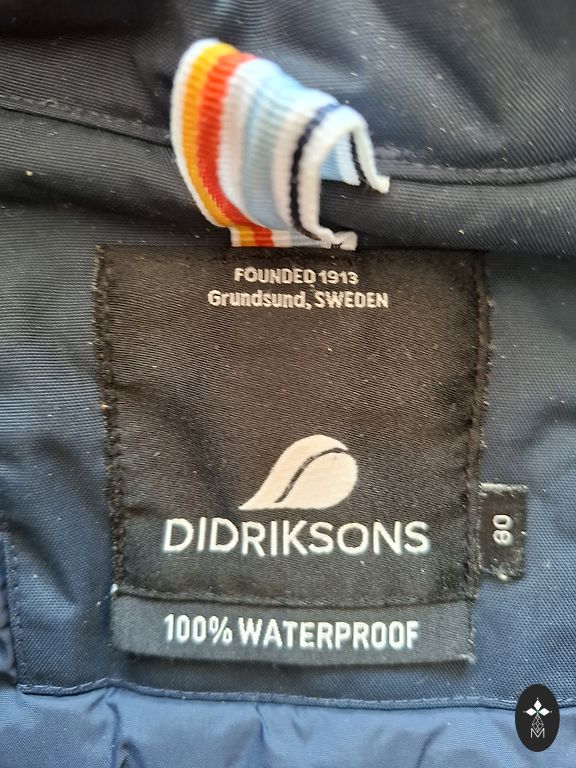 FOUNDED 1913
Grundsund, SWEDEN
DIDRIKSONS
80
100% WATERPROOF
M